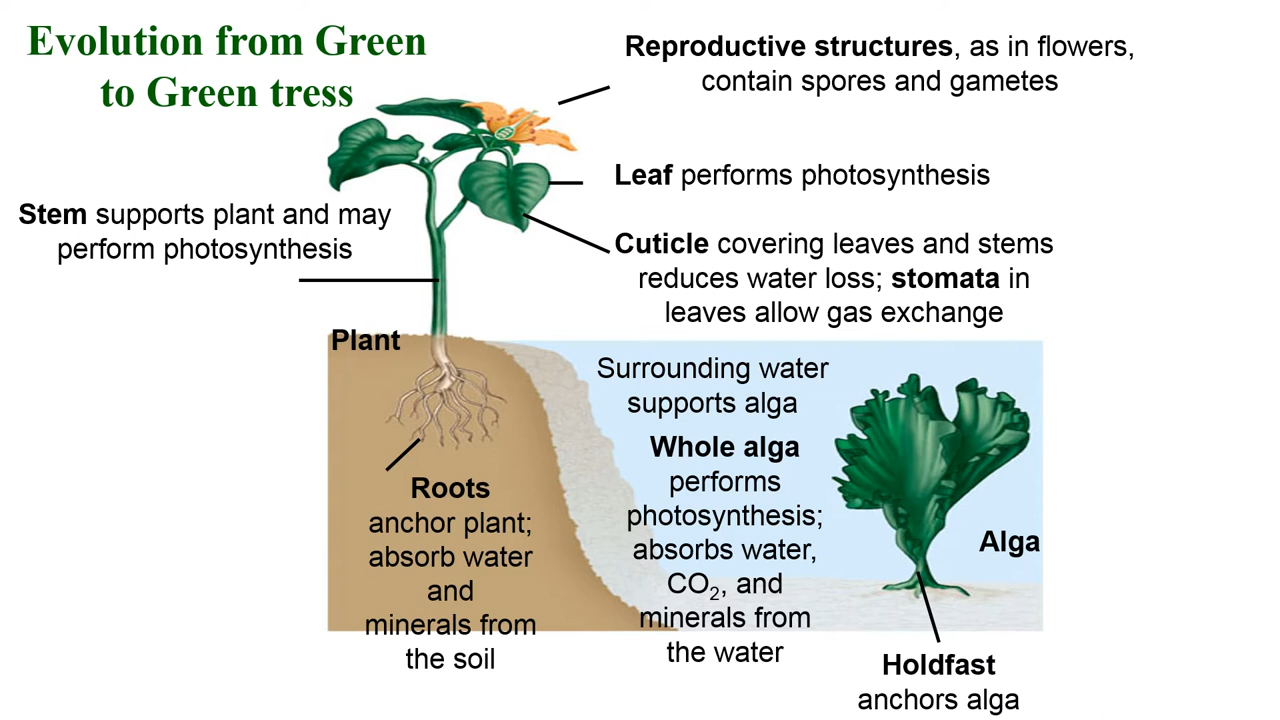 Evolution from Green
to Green tress
Reproductive structures, as in flowers,
contain spores and gametes
Leaf performs photosynthesis
Stem supports plant and may
perform photosynthesis
Cuticle covering leaves and stems
reduces water loss; stomata in
leaves allow gas exchange
Plant
Surrounding water
supports alga
Whole alga
performs
photosynthesis;
absorbs water,
CO₂, and
minerals from
the water
Roots
anchor plant;
absorb water
and
minerals from
the soil
Alga
Holdfast
anchors alga